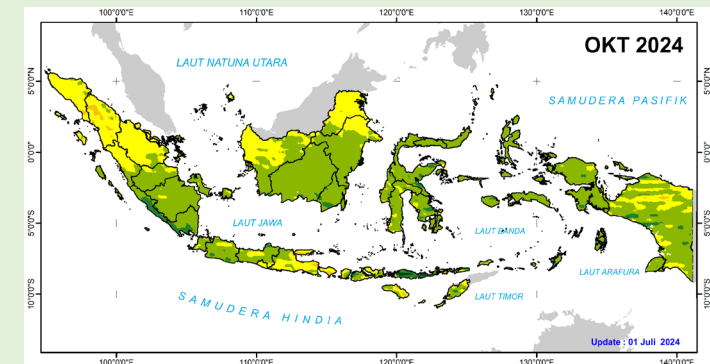 100°0'0"E 110°0'0"E 120°0'0"E 130°0'0"E 140°0'0"E
OKT 2024
LAUT NATUNA UTARA
5°0'0"N 5°0'0"N
SAMUDERA PASIFIK
0°0'0" 0°0'0"
LAUT JAWA
LAUT BANDA
5°0'0"S 5°0'0"S
LAUT ARAFURA
SAMUDERA HINDIA
LAUT TIMOR
10°0'0"S 10°0'0"S
Update : 01 Juli 2024
100°0'0"E 110°0'0"E 120°0'0"E 130°0'0"E 140°0'0"E